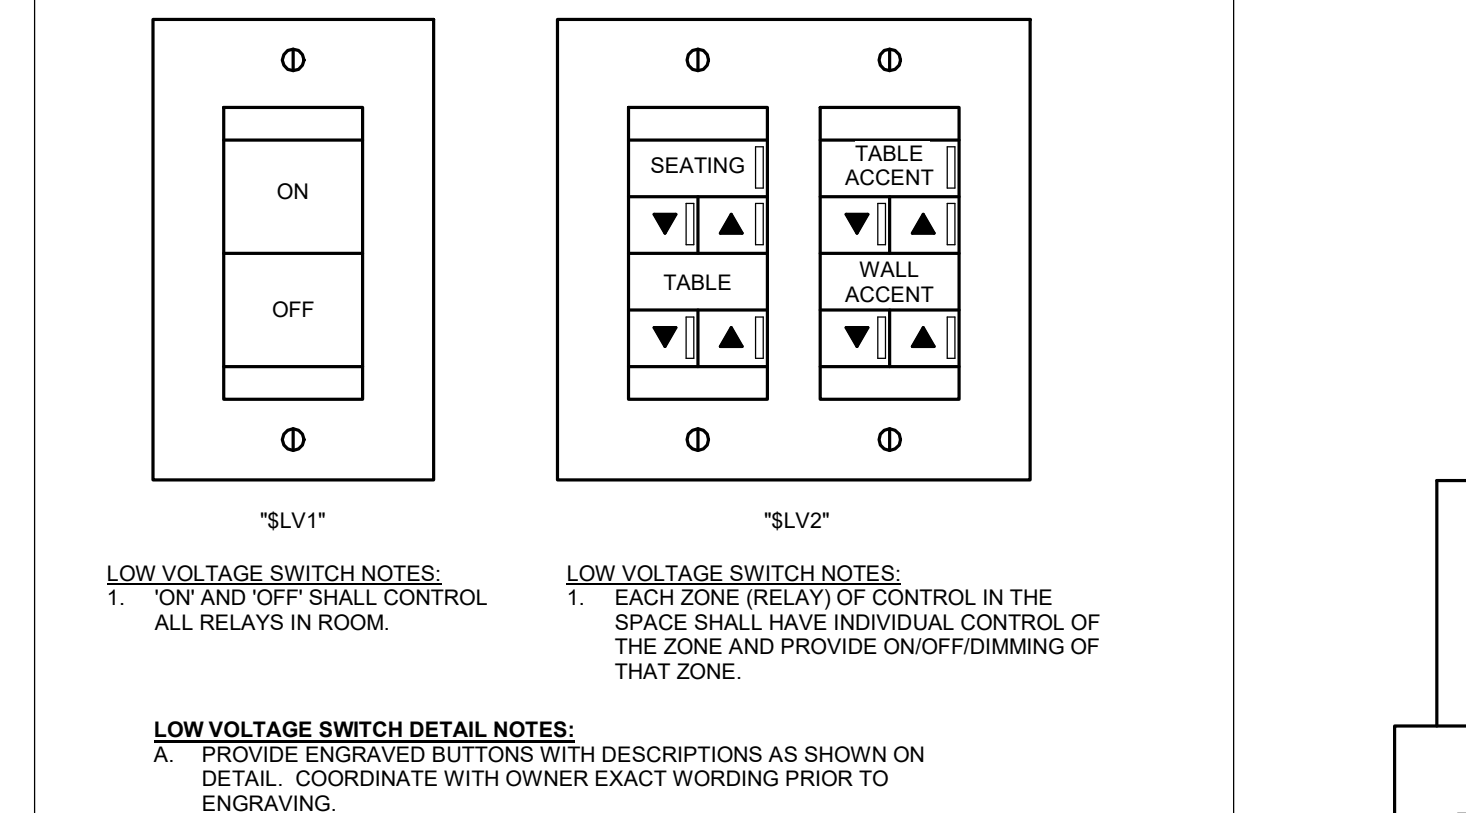 ON
OFF
SEATING
TABLE
TABLE
ACCENT
WALL
ACCENT
"$LV1"
"$LV2"
LOW VOLTAGE SWITCH NOTES:
1. 'ON' AND 'OFF' SHALL CONTROL
ALL RELAYS IN ROOM.
LOW VOLTAGE SWITCH NOTES:
1. EACH ZONE (RELAY) OF CONTROL IN THE
SPACE SHALL HAVE INDIVIDUAL CONTROL OF
THE ZONE AND PROVIDE ON/OFF/DIMMING OF
THAT ZONE.
LOW VOLTAGE SWITCH DETAIL NOTES:
A. PROVIDE ENGRAVED BUTTONS WITH DESCRIPTIONS AS SHOWN ON
DETAIL. COORDINATE WITH OWNER EXACT WORDING PRIOR TO
ENGRAVING.